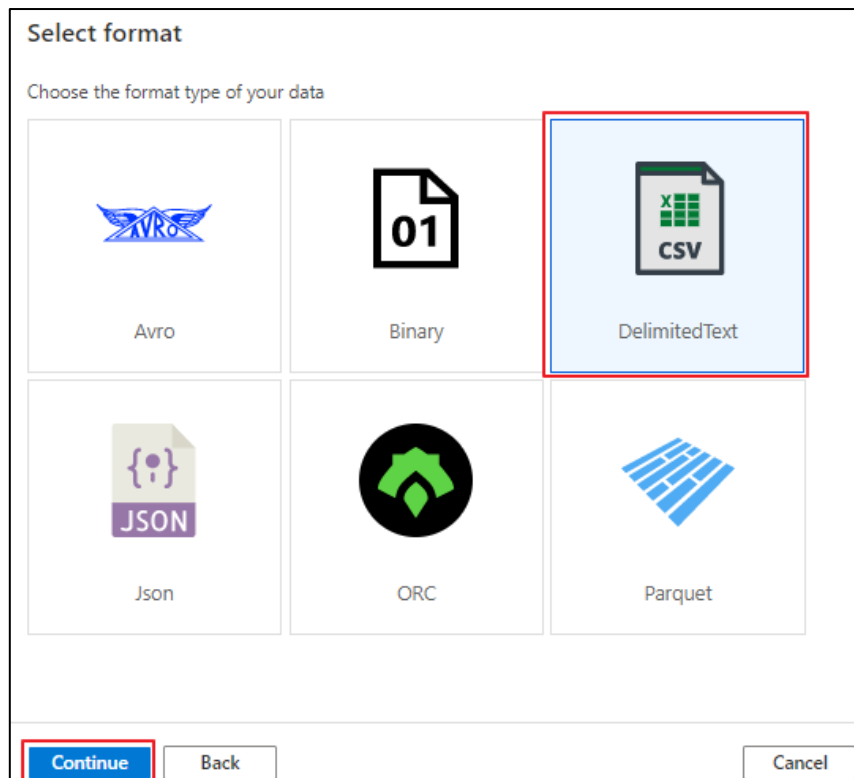 Select format
Choose the format type of your data
AVRO
01
X
CSV
Avro
Binary
DelimitedText
{;}
JSON
Json
ORC
Parquet
Continue
Back
Cancel